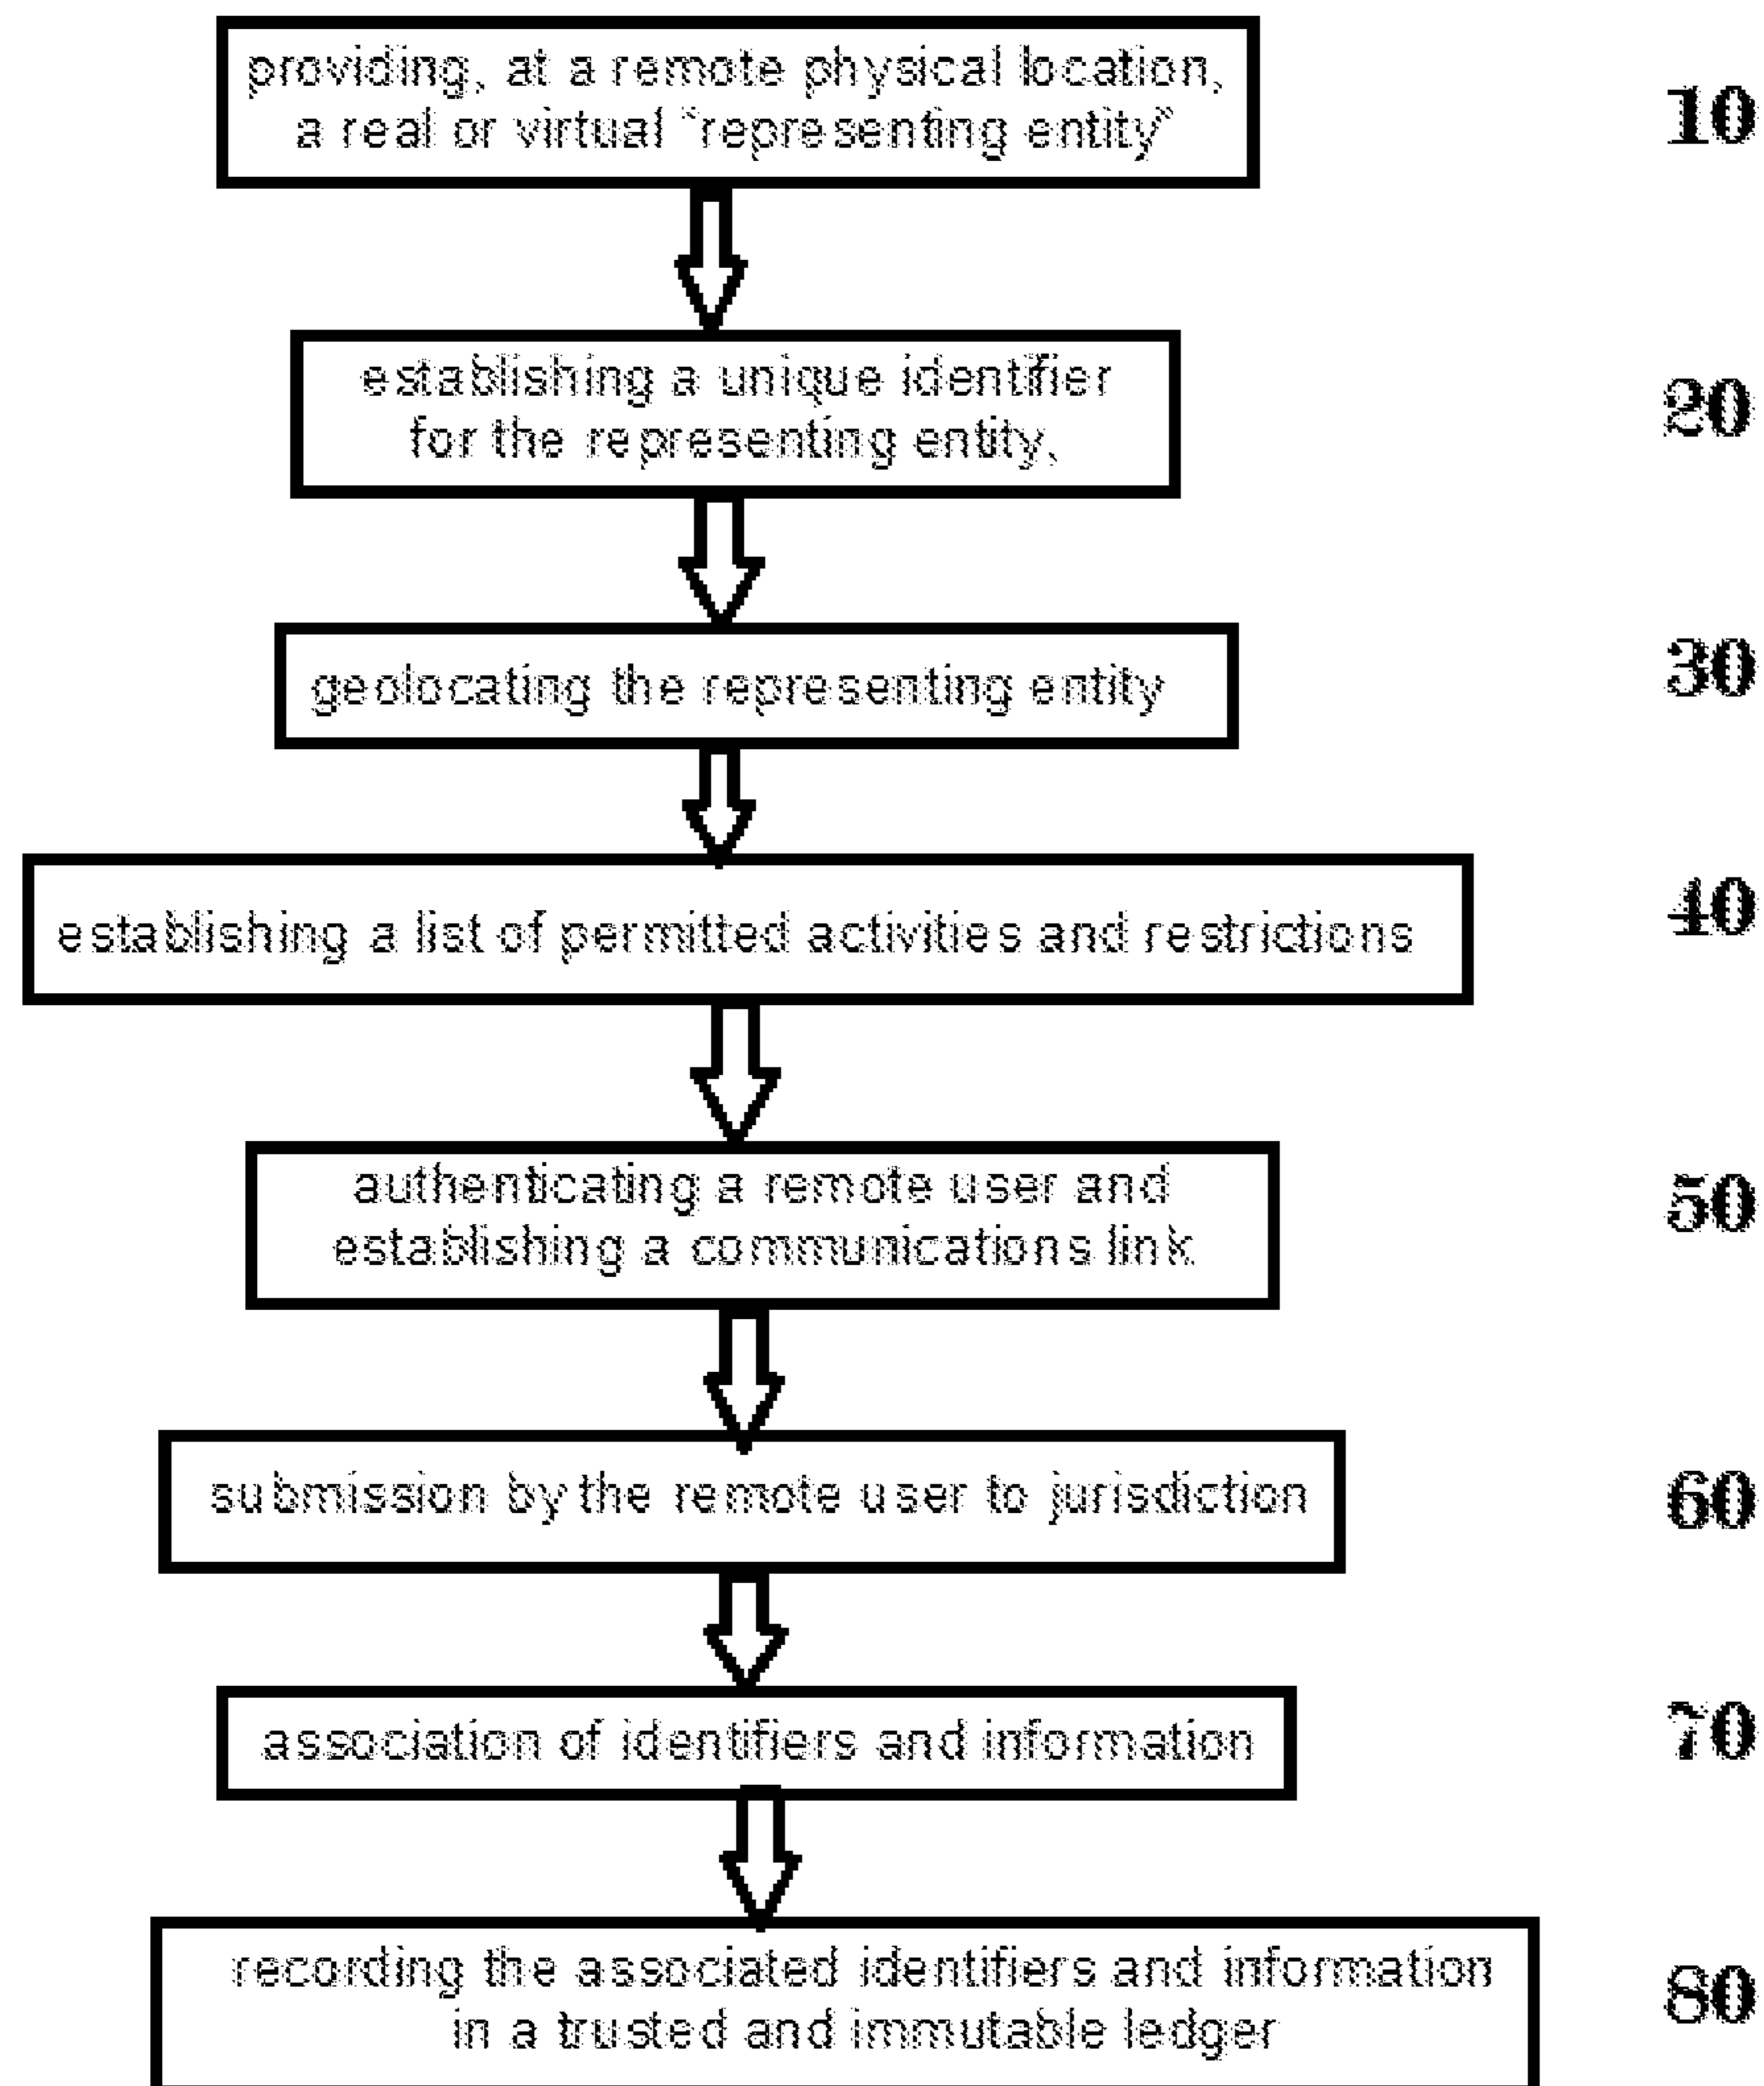 providing, at a remote physical location,
a real or virtual "representing entity"
10
establishing a unique identifier
for the representing entity,
20
geolocating the representing entity
30
establishing a list of permitted activities and restrictions
40
authenticating a remote user and
establishing a communications link
50
submission by the remote user to jurisdiction
60
association of identifiers and information
70
recording the associated identifiers and information
in a trusted and immutable ledger
80